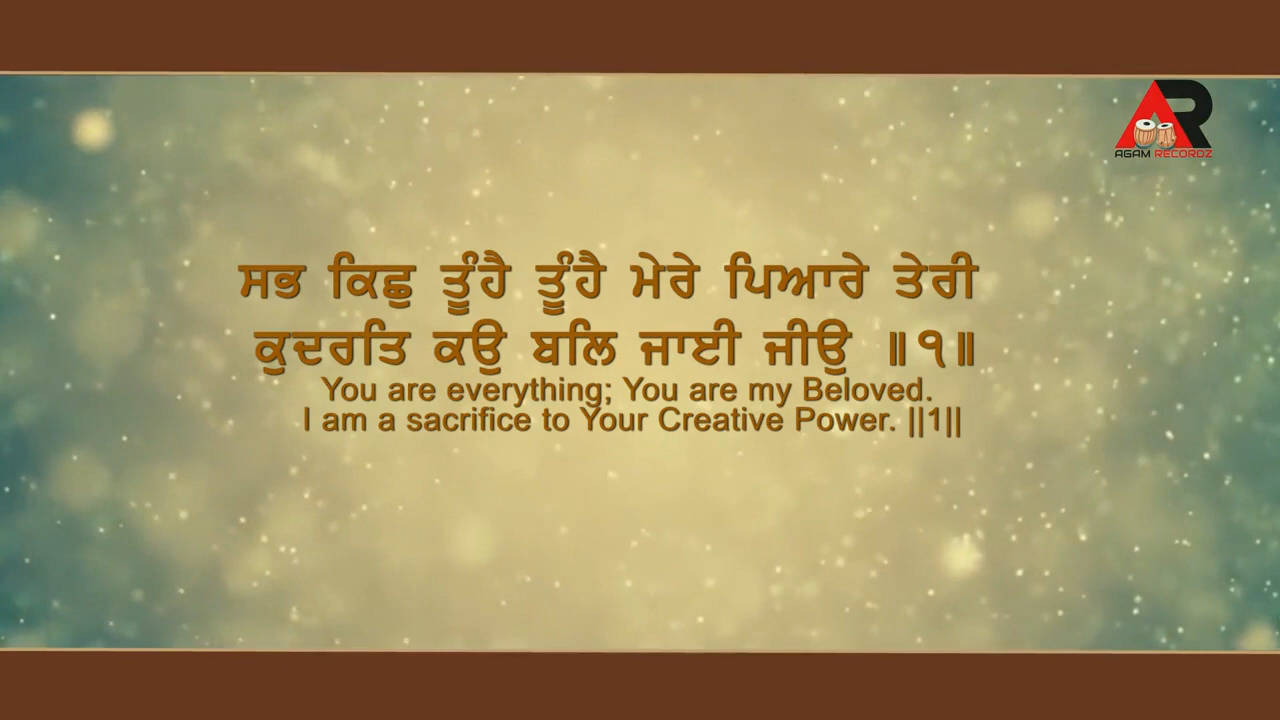 AGAM RECORDZ
ਸਭ ਕਿਛੁ ਤੂੰਹੈ ਤੂੰਹੈ ਮੇਰੇ ਪਿਆਰੇ ਤੇਰੀ
ਕੁਦਰਤਿ ਕਉ ਬਲਿ ਜਾਈ ਜੀਉ ॥੧॥
You are everything; You are my Beloved.
I am a sacrifice to Your Creative Power. ||1||